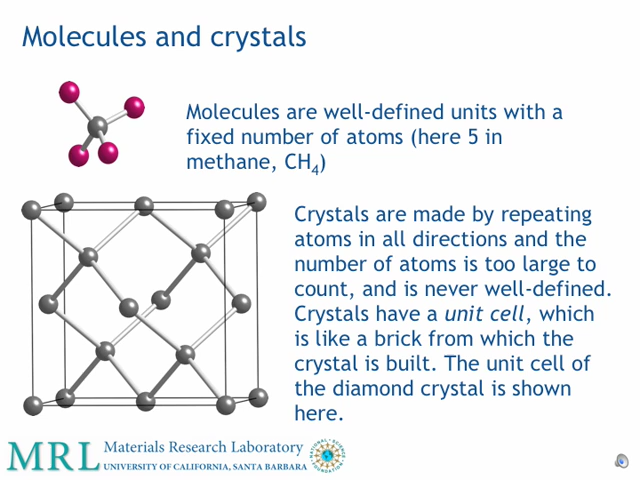 Molecules and crystals
Molecules are well-defined units with a
fixed number of atoms (here 5 in
methane, CH₄)
Crystals are made by repeating
atoms in all directions and the
number of atoms is too large to
count, and is never well-defined.
Crystals have a unit cell, which
is like a brick from which the
crystal is built. The unit cell of
the diamond crystal is shown
here.
MRL Materials Research Laboratory
UNIVERSITY OF CALIFORNIA, SANTA BARBARA
NATIONAL SCIENCE FOUNDATION